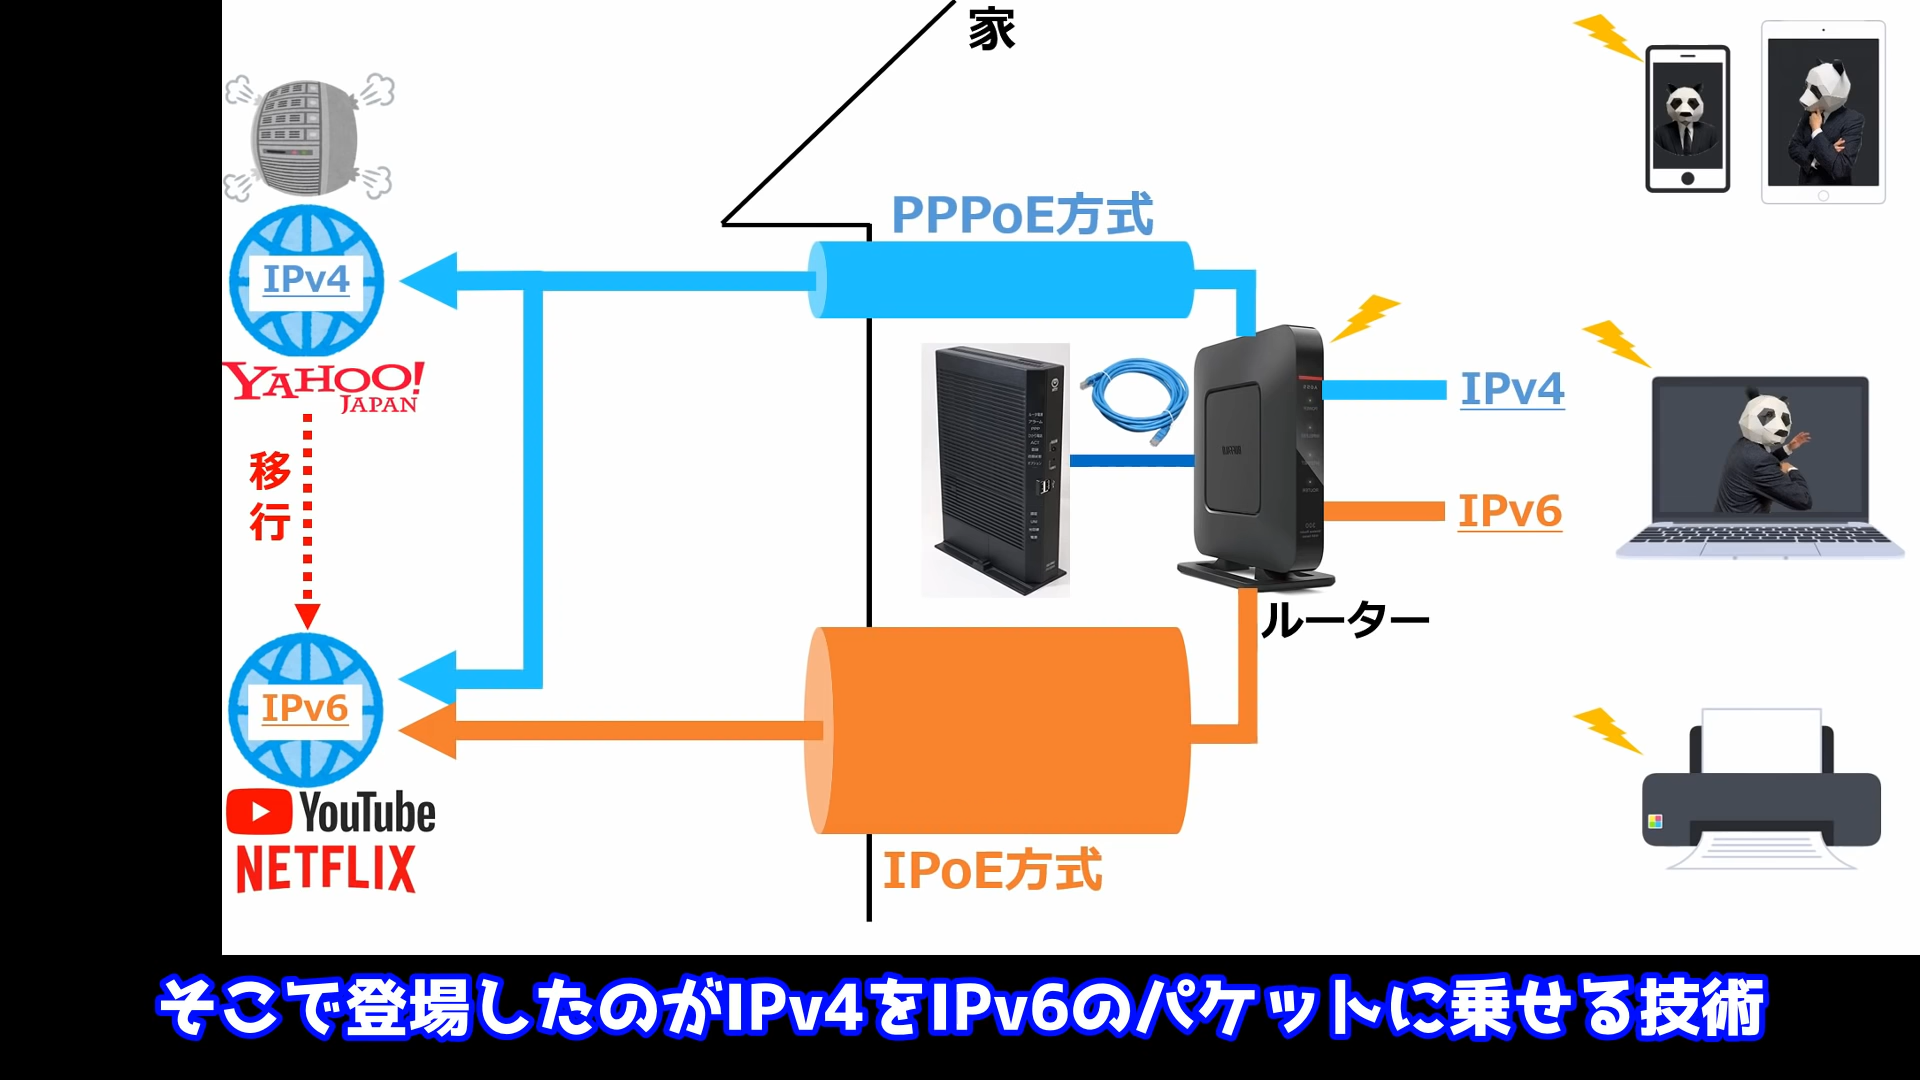 家
PPPoE方式
IPv4
YAHOO!
JAPAN
移行
IPv4
IPv6
ルーター
IPv6
YouTube
NETFLIX
IPoE方式
そこで登場したのがIPv4をIPv6のパケットに乗せる技術